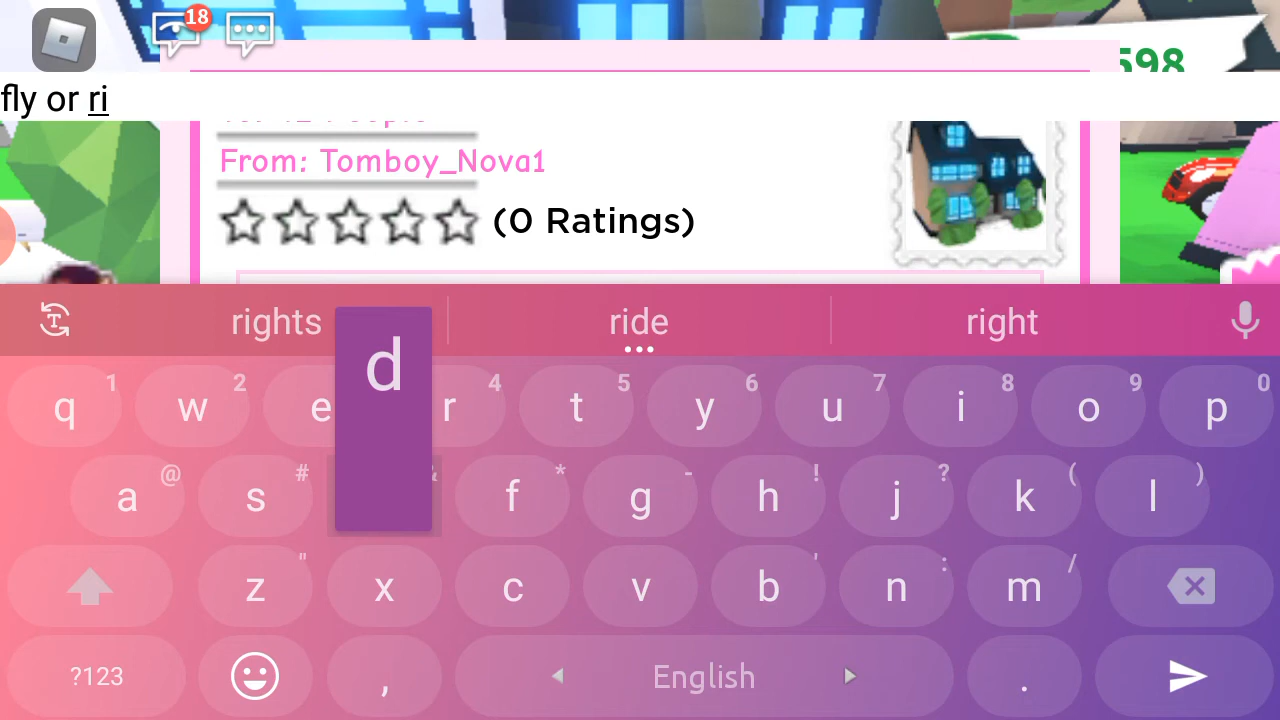 18
598
fly or ri
From: Tomboy_Nova1
(0 Ratings)
rights ride right
d
q 1 w 2 e r 4 t 5 y 6 u 7 i 8 o 9 p 0
a @ s # & f * g - h ! j ? k ( l )
z " x c v b ' n : m /
?123 , English .